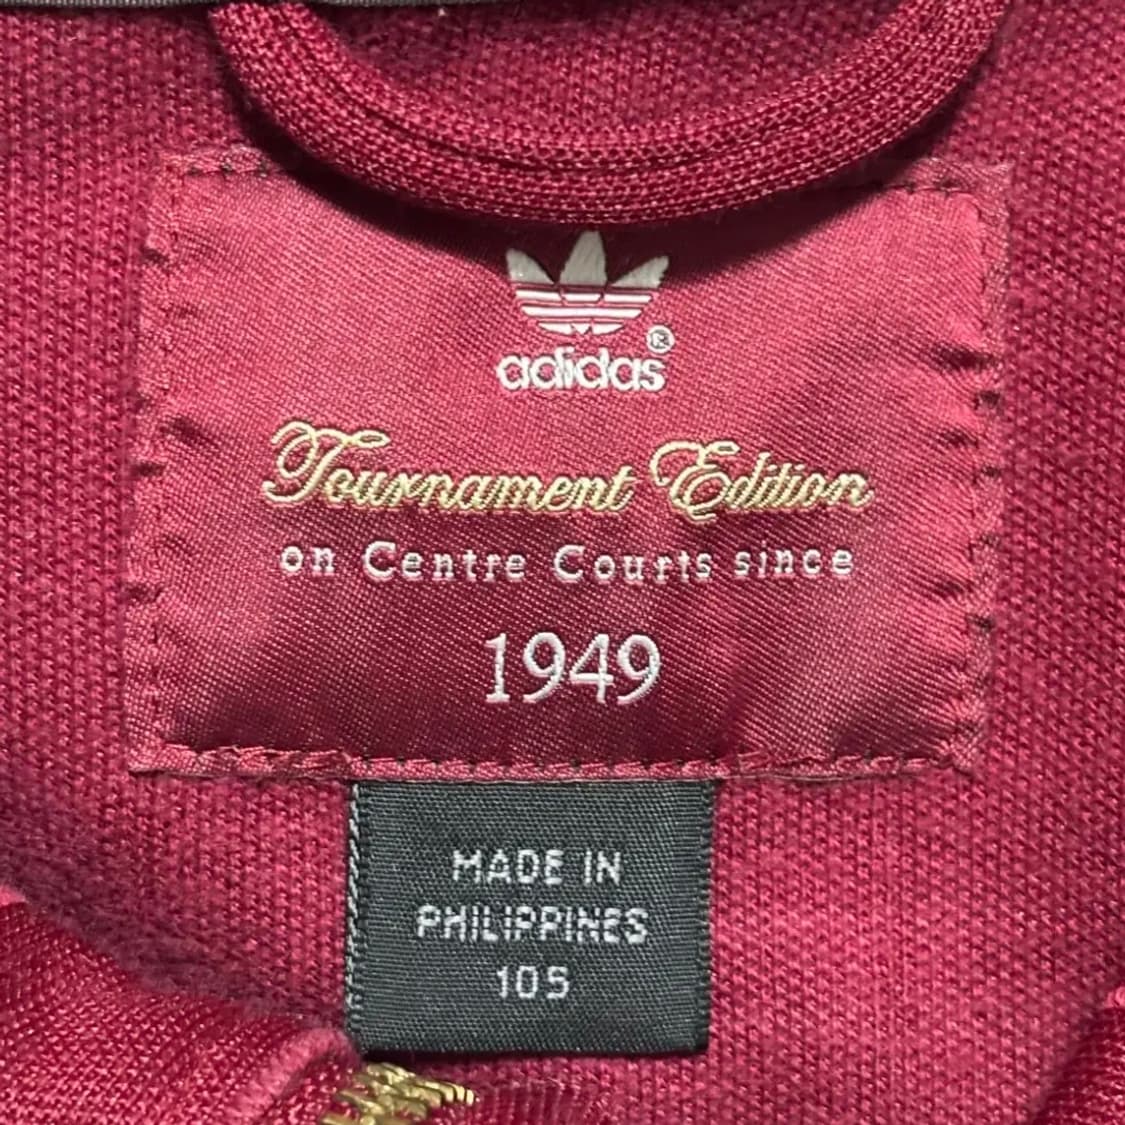 adidas®
Tournament Edition
on Centre Courts since
1949
MADE IN
PHILIPPINES
105